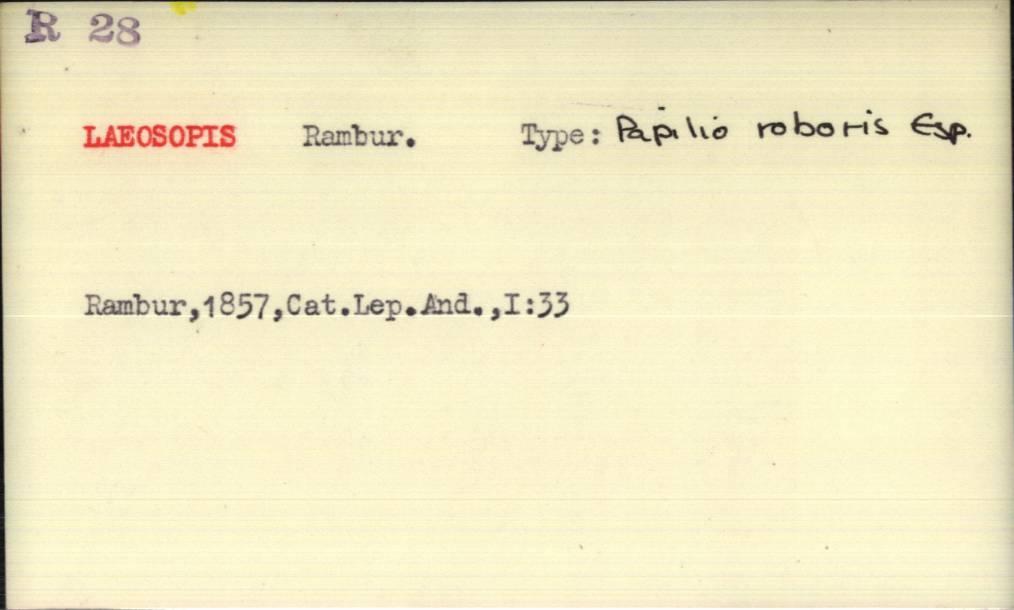 R 28
LAEOSOPIS Rambur. Type: Papilio roboris Esp.
Rambur,1857,Cat.Lep.And.,I:33